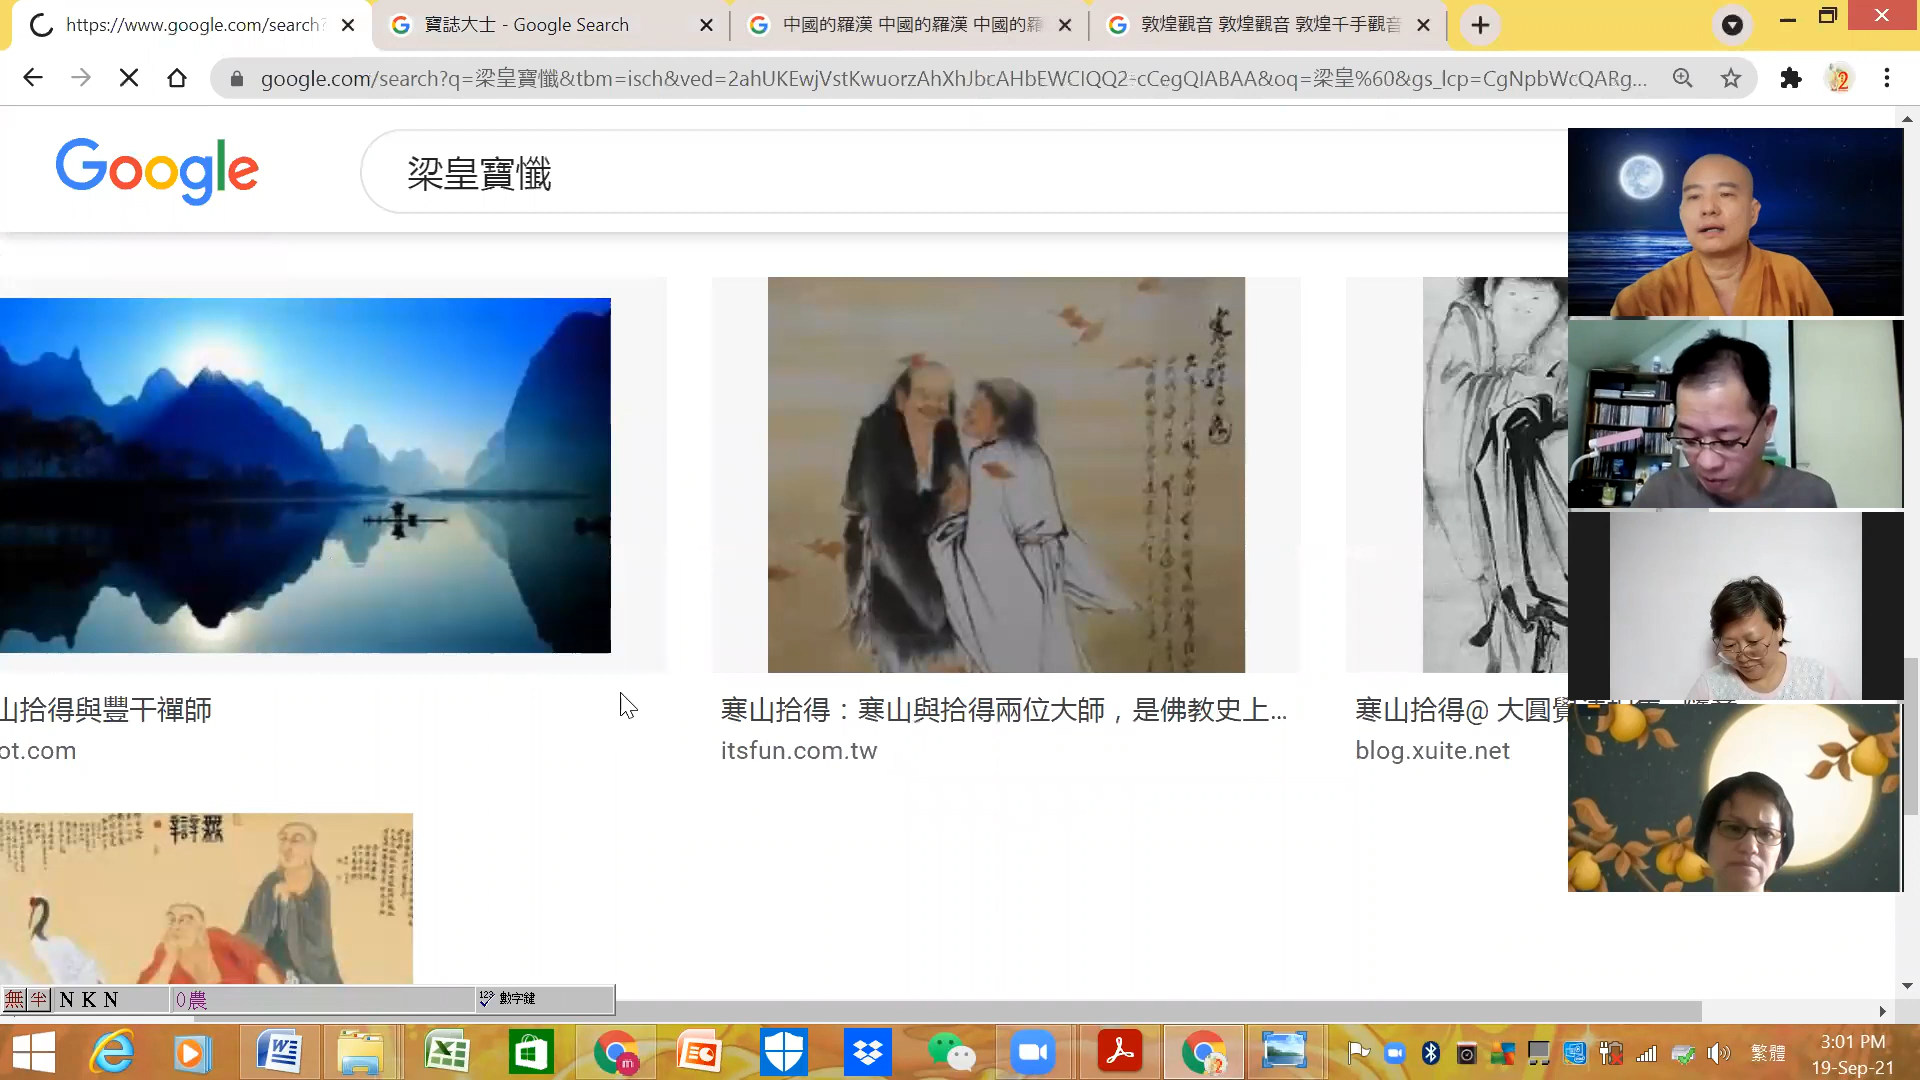 https://www.google.com/search?
寶誌大士 - Google Search
中國的羅漢 中國的羅漢 中國的羅
敦煌觀音 敦煌觀音 敦煌千手觀音
google.com/search?q=梁皇寶懺&tbm=isch&ved=2ahUKEwjVstKwuorzAhXhJbcAHbEWCIQQ2-cCegQIABAA&oq=梁皇%60&gs_lcp=CgNpbWcQARg...
Google
梁皇寶懺
山拾得與豐干禪師
ot.com
寒山拾得：寒山與拾得兩位大師，是佛教史上...
itsfun.com.tw
寒山拾得@ 大圓覺
blog.xuite.net
無 半 N K N
0農
123 數字鍵
繁體
3:01 PM
19-Sep-21